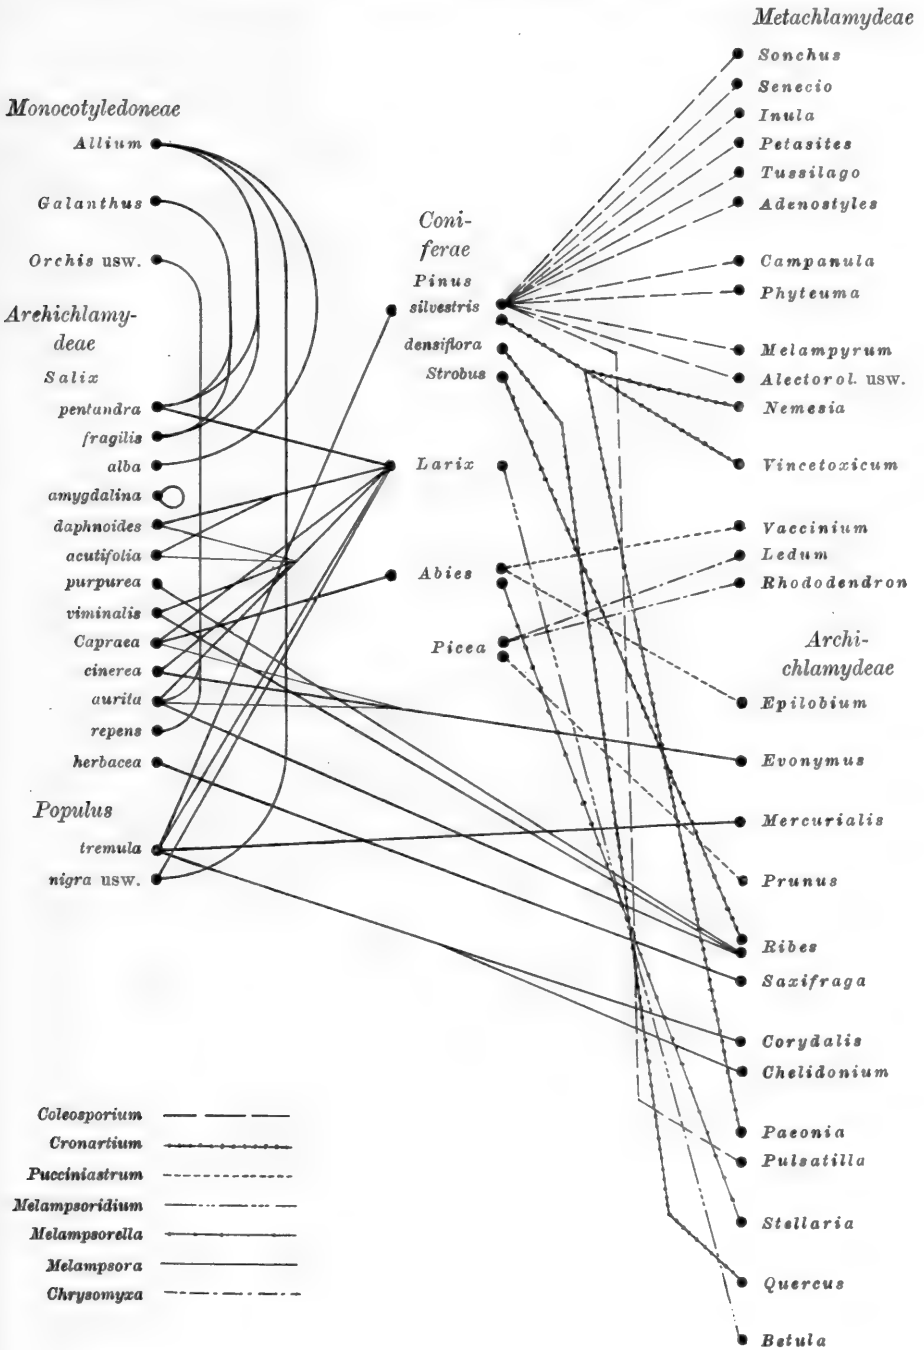 Monocotyledoneae
Allium
Galanthus
Orchis usw.
Archichlamy-
deae
Salix
pentandra
fragilis
alba
amygdalina
daphnoides
acutifolia
purpurea
viminalis
Capraea
cinerea
aurita
repens
herbacea
Populus
tremula
nigra usw.
Coni-
ferae
Pinus
silvestris
densiflora
Strobus
Larix
Abies
Picea
Metachlamydeae
Sonchus
Senecio
Inula
Petasites
Tussilago
Adenostyles
Campanula
Phyteuma
Melampyrum
Alectorol. usw.
Nemesia
Vincetoxicum
Vaccinium
Ledum
Rhododendron
Archi-
chlamydeae
Epilobium
Evonymus
Mercurialis
Prunus
Ribes
Saxifraga
Corydalis
Chelidonium
Paeonia
Pulsatilla
Stellaria
Quercus
Betula
Coleosporium
Cronartium
Pucciniastrum
Melampsoridium
Melampsorella
Melampsora
Chrysomyxa